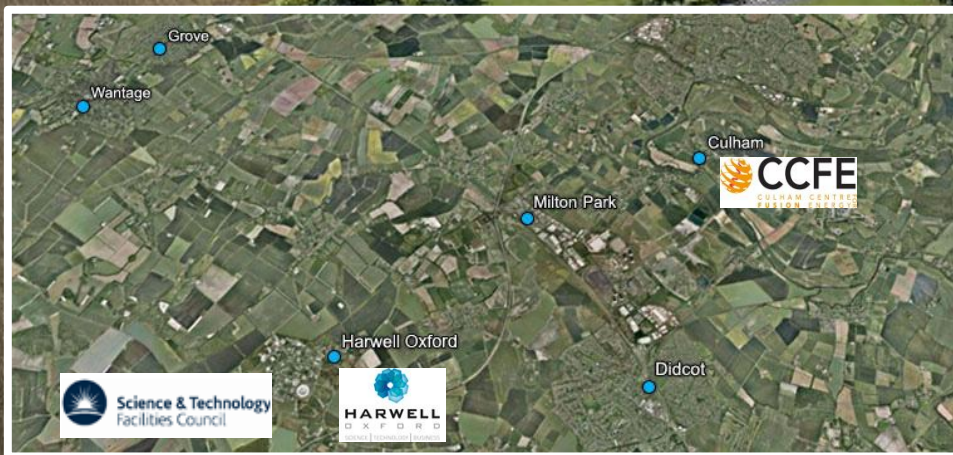 Grove
Wantage
Culham
CCFE
CULHAM CENTRE
FUSION ENERGY
Milton Park
Harwell Oxford
Didcot
Science & Technology
Facilities Council
HARWELL
OXFORD
SCIENCE | TECHNOLOGY | BUSINESS